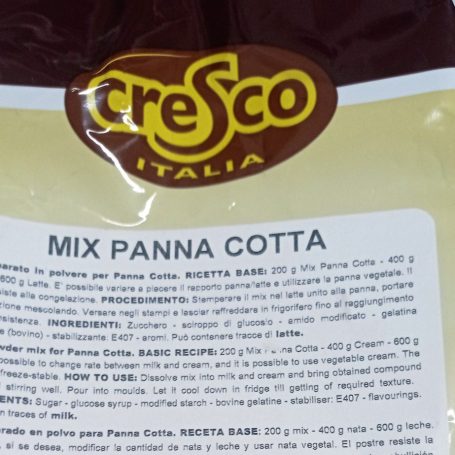 creSco
ITALIA
MIX PANNA COTTA
parato in polvere per Panna Cotta. RICETTA BASE: 200 g Mix Panna Cotta - 400 g
600 g Latte. E' possibile variare a piacere il rapporto panna/latte e utilizzare la panna vegetale. Il
iste alla congelazione. PROCEDIMENTO: Stemperare il mix nel latte unito alla panna, portare
zione mescolando. Versare negli stampi e lasciar raffreddare in frigorifero fino al raggiungimento
nsistenza. INGREDIENTI: Zucchero - sciroppo di glucosio - amido modificato - gelatina
e (bovino) - stabilizzante: E407 - aromi. Può contenere tracce di latte.
wder mix for Panna Cotta. BASIC RECIPE: 200 g Mix Panna Cotta - 400 g Cream - 600 g
possible to change rate between milk and cream, and it is possible to use vegetable cream. The
freeze-stable. HOW TO USE: Dissolve mix into milk and cream and bring obtained compound
l stirring well. Pour into moulds. Let it cool down in fridge till getting of required texture.
ENTS: Sugar - glucose syrup - modified starch - bovine gelatine - stabiliser: E407 - flavourings.
n traces of milk.
arado en polvo para Panna Cotta. RECETA BASE: 200 g mix - 400 g nata - 600 g leche.
, si se desea, modificar la cantidad de nata y leche y usar nata vegetal. El postre resiste la